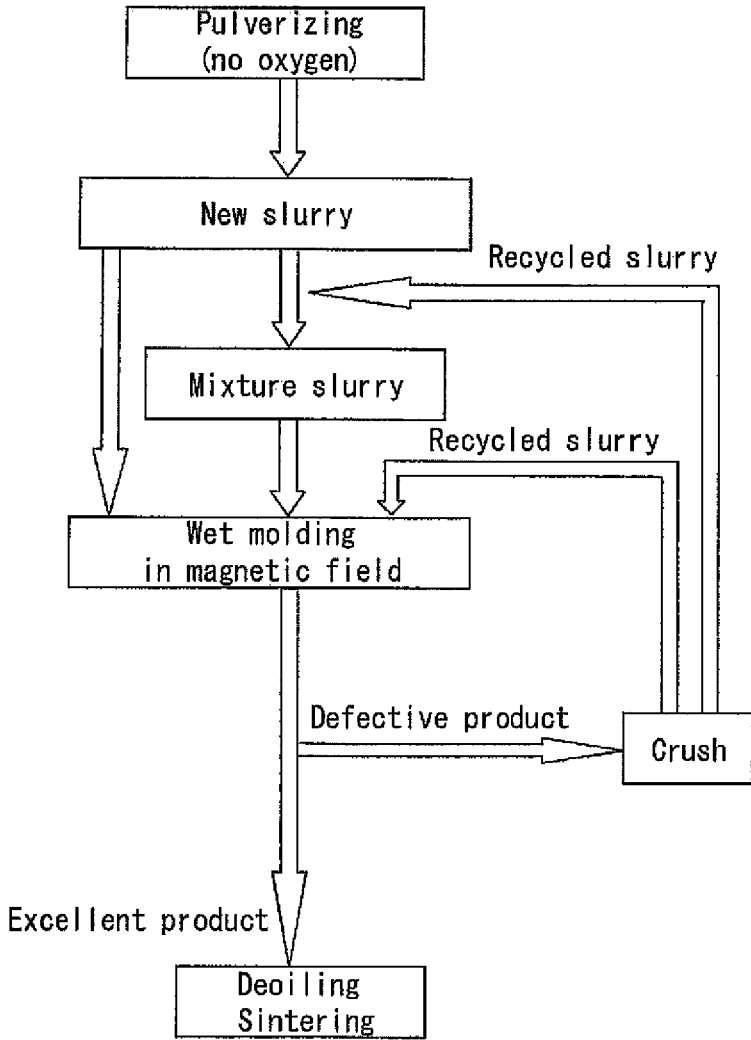 Pulverizing
(no oxygen)
New slurry
Recycled slurry
Mixture slurry
Recycled slurry
Wet molding
in magnetic field
Defective product
Crush
Excellent product
Deoiling
Sintering